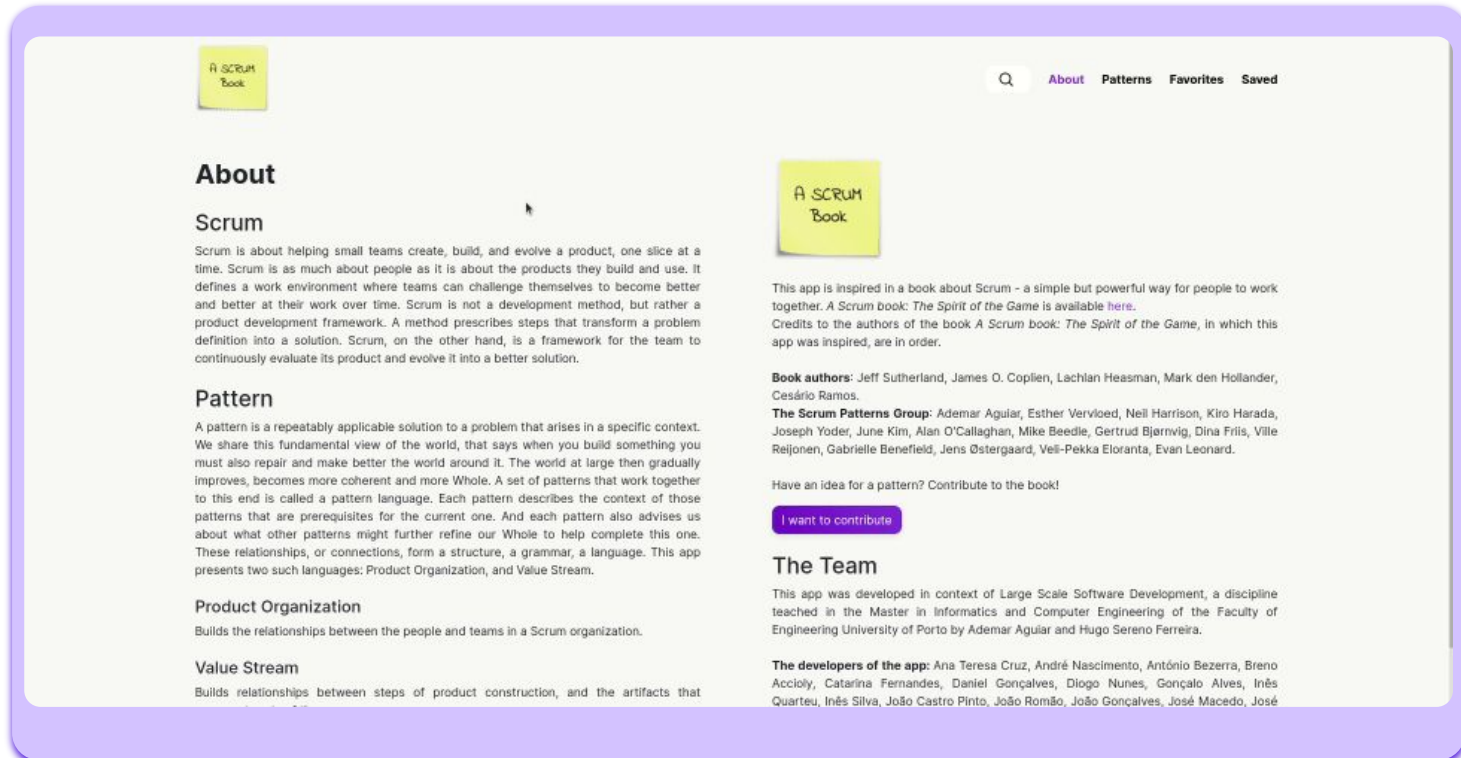 A SCRUM
Book
About
Patterns
Favorites
Saved
About
Scrum
Scrum is about helping small teams create, build, and evolve a product, one slice at a
time. Scrum is as much about people as it is about the products they build and use. It
defines a work environment where teams can challenge themselves to become better
and better at their work over time. Scrum is not a development method, but rather a
product development framework. A method prescribes steps that transform a problem
definition into a solution. Scrum, on the other hand, is a framework for the team to
continuously evaluate its product and evolve it into a better solution.
Pattern
A pattern is a repeatably applicable solution to a problem that arises in a specific context.
We share this fundamental view of the world, that says when you build something you
must also repair and make better the world around it. The world at large then gradually
improves, becomes more coherent and more Whole. A set of patterns that work together
to this end is called a pattern language. Each pattern describes the context of those
patterns that are prerequisites for the current one. And each pattern also advises us
about what other patterns might further refine our Whole to help complete this one.
These relationships, or connections, form a structure, a grammar, a language. This app
presents two such languages: Product Organization, and Value Stream.
Product Organization
Builds the relationships between the people and teams in a Scrum organization.
Value Stream
Builds relationships between steps of product construction, and the artifacts that
A SCRUM
Book
This app is inspired in a book about Scrum - a simple but powerful way for people to work
together. A Scrum book: The Spirit of the Game is available here.
Credits to the authors of the book A Scrum book: The Spirit of the Game, in which this
app was inspired, are in order.
Book authors: Jeff Sutherland, James O. Coplien, Lachlan Heasman, Mark den Hollander,
Cesário Ramos.
The Scrum Patterns Group: Ademar Aguiar, Esther Vervloed, Neil Harrison, Kiro Harada,
Joseph Yoder, June Kim, Alan O'Callaghan, Mike Beedle, Gertrud Bjørnvig, Dina Friis, Ville
Reijonen, Gabrielle Benefield, Jens Østergaard, Veli-Pekka Eloranta, Evan Leonard.
Have an idea for a pattern? Contribute to the book!
I want to contribute
The Team
This app was developed in context of Large Scale Software Development, a discipline
teached in the Master in Informatics and Computer Engineering of the Faculty of
Engineering University of Porto by Ademar Aguiar and Hugo Sereno Ferreira.
The developers of the app: Ana Teresa Cruz, André Nascimento, António Bezerra, Breno
Accioly, Catarina Fernandes, Daniel Gonçalves, Diogo Nunes, Gonçalo Alves, Inês
Quarteu, Inês Silva, João Castro Pinto, João Romão, João Gonçalves, José Macedo, José